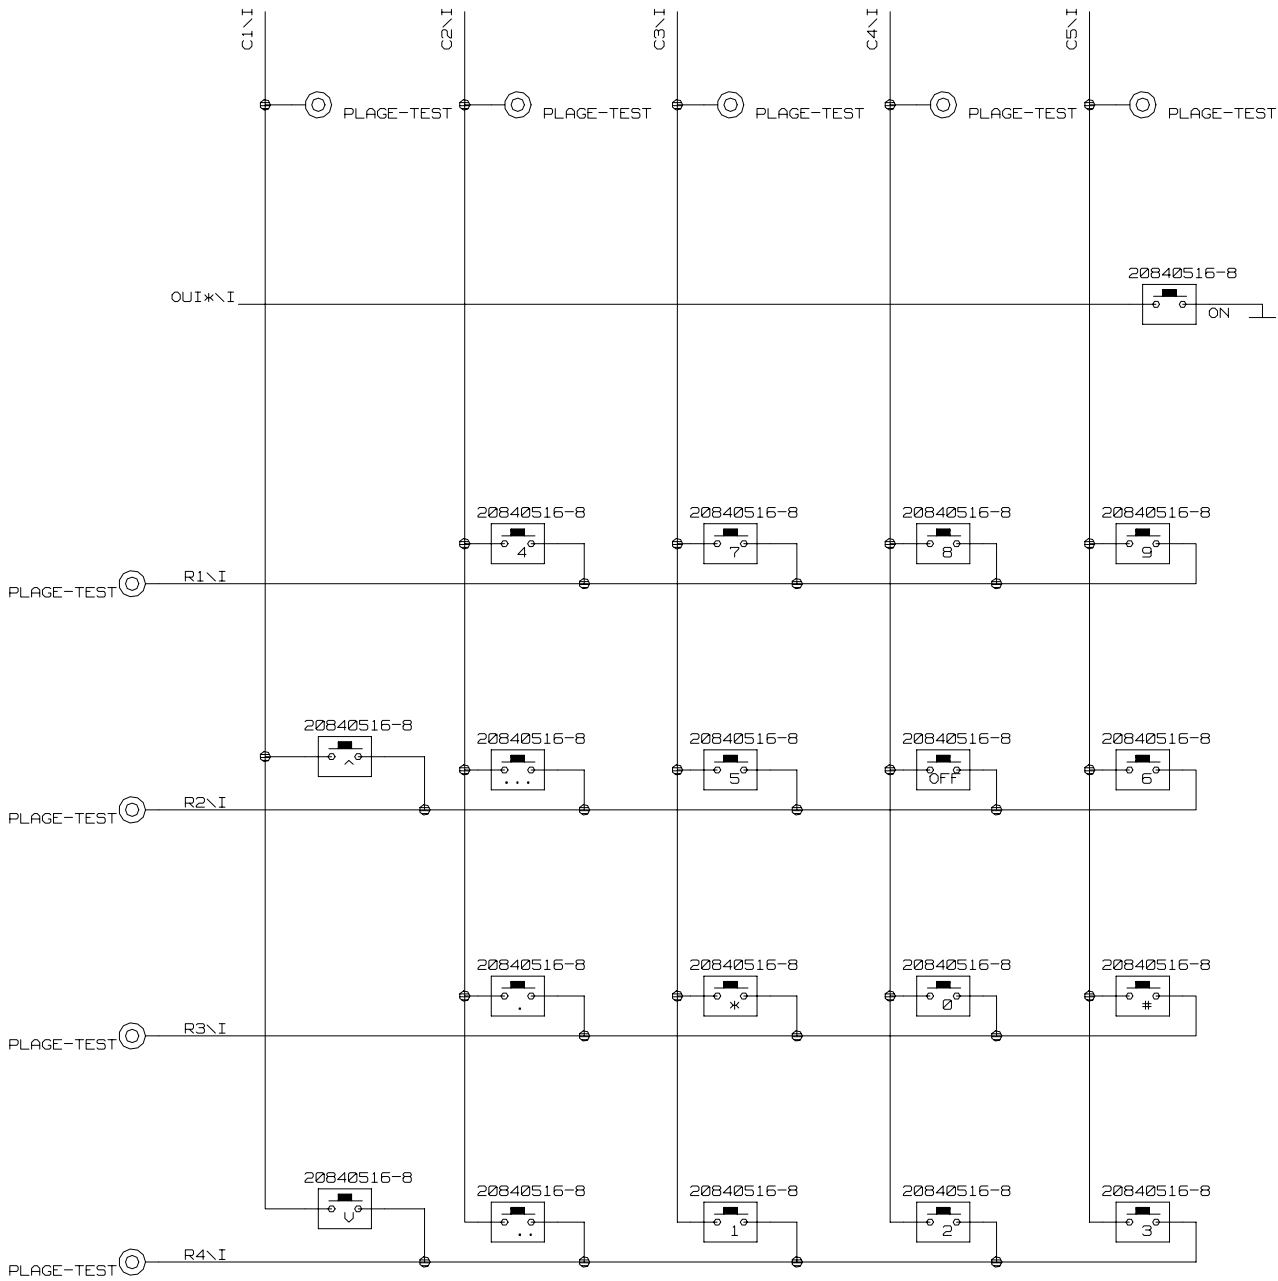 C1\I
C2\I
C3\I
C4\I
C5\I
PLAGE-TEST
PLAGE-TEST
PLAGE-TEST
PLAGE-TEST
PLAGE-TEST
20840516-8
OUI*\I
ON
20840516-8
20840516-8
20840516-8
20840516-8
4
7
8
9
R1\I
PLAGE-TEST
20840516-8
20840516-8
20840516-8
20840516-8
20840516-8
^
...
5
OFF
6
R2\I
PLAGE-TEST
20840516-8
20840516-8
20840516-8
20840516-8
.
*
0
#
R3\I
PLAGE-TEST
20840516-8
20840516-8
20840516-8
20840516-8
20840516-8
V
..
1
2
3
R4\I
PLAGE-TEST